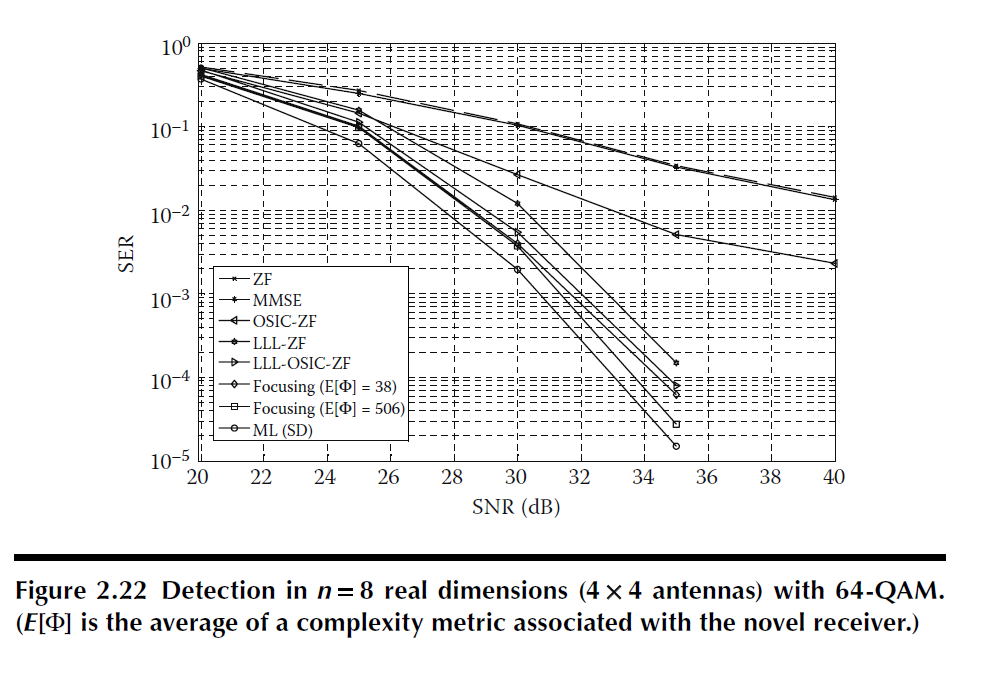 10⁰
10⁻¹
10⁻²
10⁻³
10⁻⁴
10⁻⁵
SER
ZF
MMSE
OSIC-ZF
LLL-ZF
LLL-OSIC-ZF
Focusing (E[Φ] = 38)
Focusing (E[Φ] = 506)
ML (SD)
20 22 24 26 28 30 32 34 36 38 40
SNR (dB)
Figure 2.22 Detection in n = 8 real dimensions (4 × 4 antennas) with 64-QAM.
(E[Φ] is the average of a complexity metric associated with the novel receiver.)